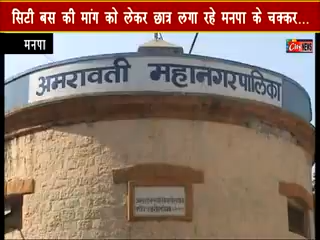 सिटी बस की मांग को लेकर छात्र लगा रहे मनपा के चक्कर...
मनपा
अमरावती महानगरपालिका